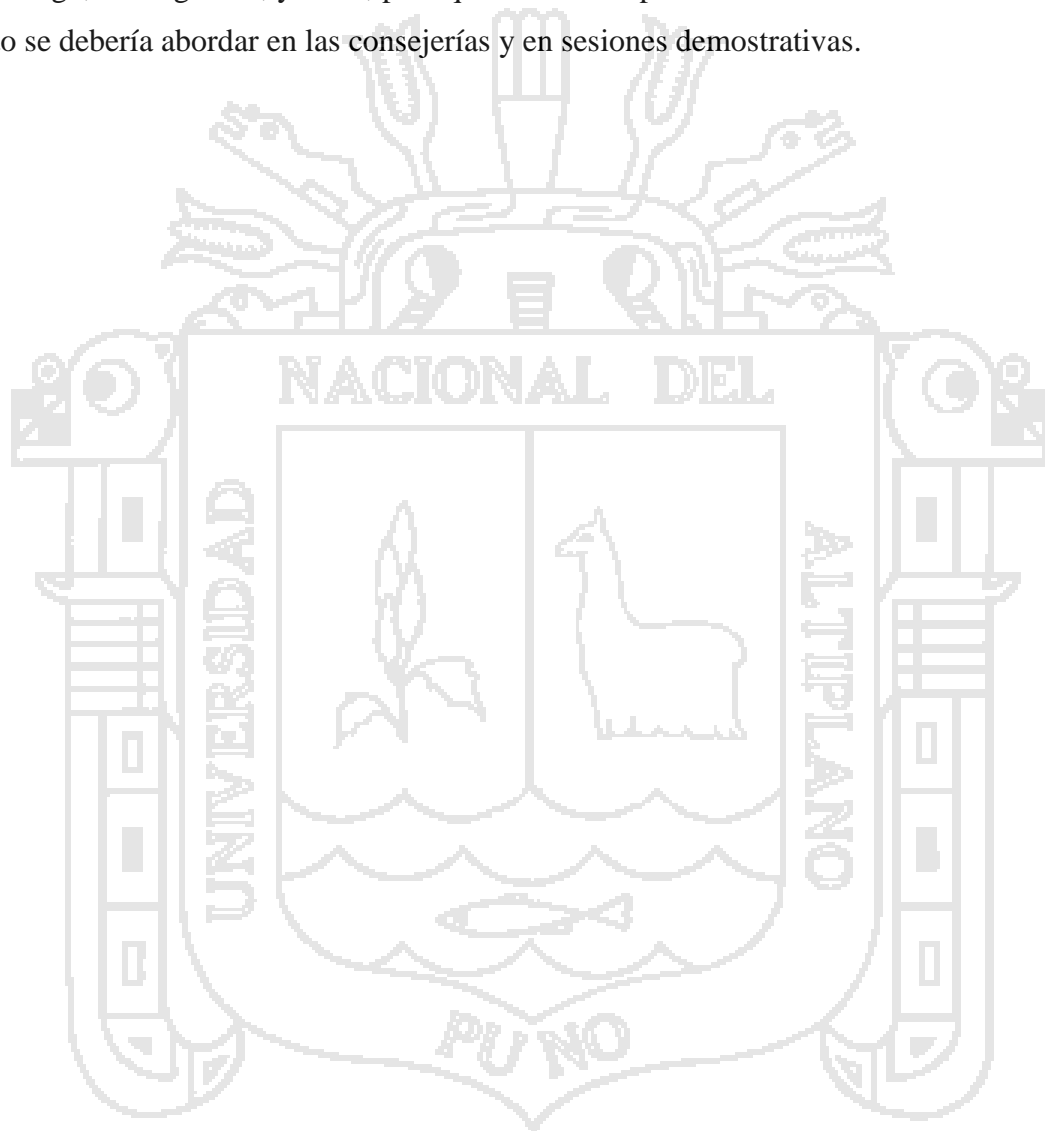 o se debería abordar en las consejerías y en sesiones demostrativas.
NACIONAL DEL
UNIVERSIDAD
ALTIPLANO
PUNO